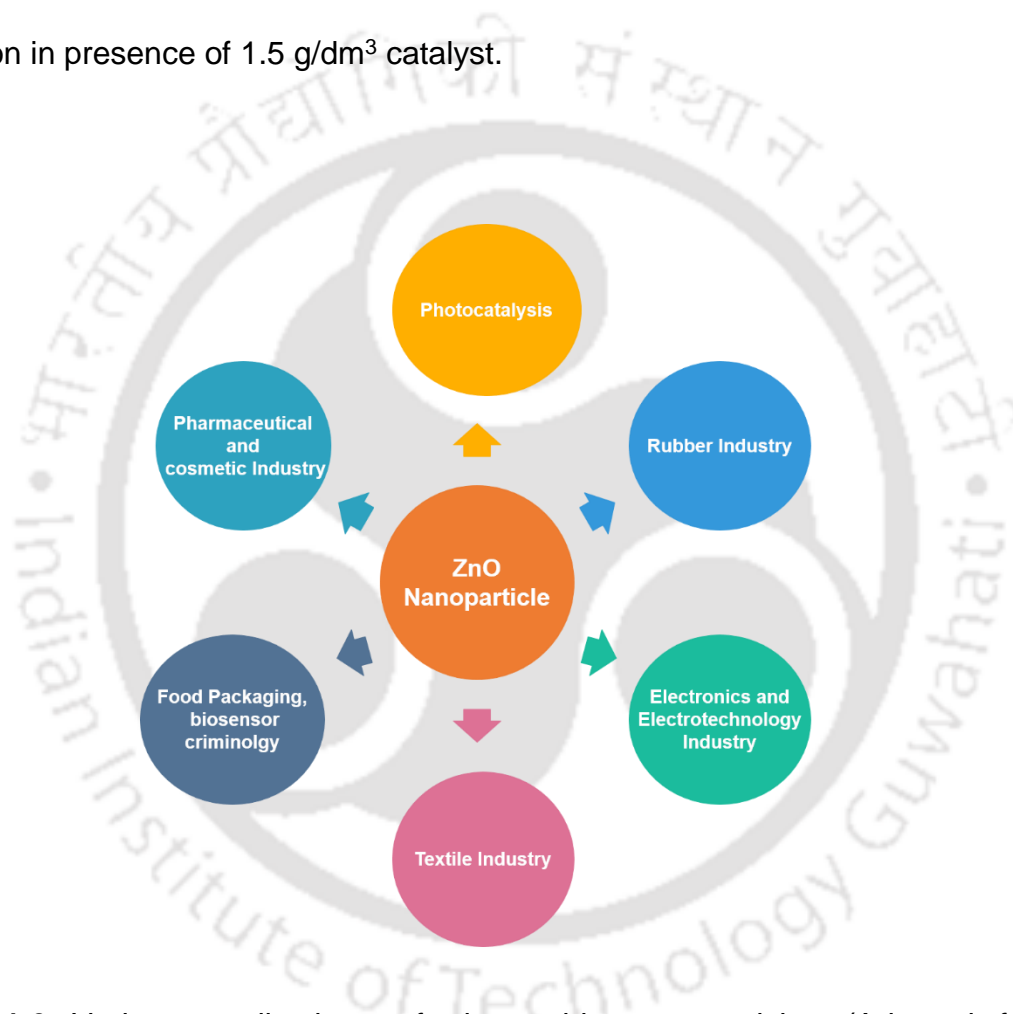 in presence of 1.5 g/dm³ catalyst.
Photocatalysis
Pharmaceutical
and
cosmetic Industry
Rubber Industry
ZnO
Nanoparticle
Food Packaging,
biosensor
criminolgy
Electronics and
Electrotechnology
Industry
Textile Industry
भारतीय प्रौद्योगिकी संस्थान गुवाहाटी
Indian Institute of Technology Guwahati